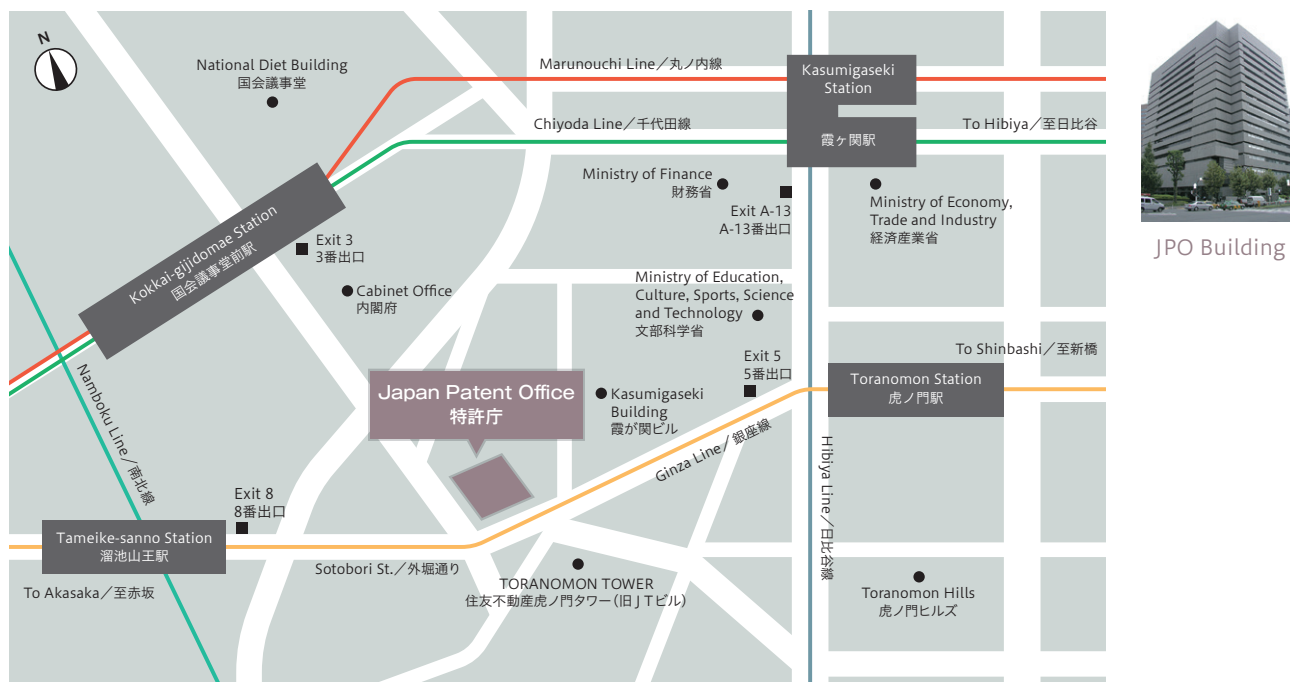 N
National Diet Building
国会議事堂
Marunouchi Line／丸ノ内線
Kasumigaseki
Station
霞ヶ関駅
Chiyoda Line／千代田線
To Hibiya／至日比谷
Ministry of Finance
財務省
Exit A-13
A-13番出口
Ministry of Economy,
Trade and Industry
経済産業省
JPO Building
Kokkai-gijidomae Station
国会議事堂前駅
Exit 3
3番出口
Cabinet Office
内閣府
Ministry of Education,
Culture, Sports, Science
and Technology
文部科学省
To Shinbashi／至新橋
Exit 5
5番出口
Toranomon Station
虎ノ門駅
Japan Patent Office
特許庁
Kasumigaseki
Building
霞が関ビル
Namboku Line／南北線
Ginza Line／銀座線
Hibiya Line／日比谷線
Exit 8
8番出口
Tameike-sanno Station
溜池山王駅
To Akasaka／至赤坂
Sotobori St.／外堀通り
TORANOMON TOWER
住友不動産虎ノ門タワー（旧ＪＴビル）
Toranomon Hills
虎ノ門ヒルズ